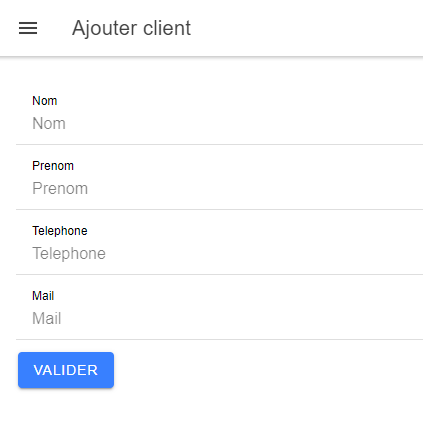 Ajouter client
Nom
Nom
Prenom
Prenom
Telephone
Telephone
Mail
Mail
VALIDER